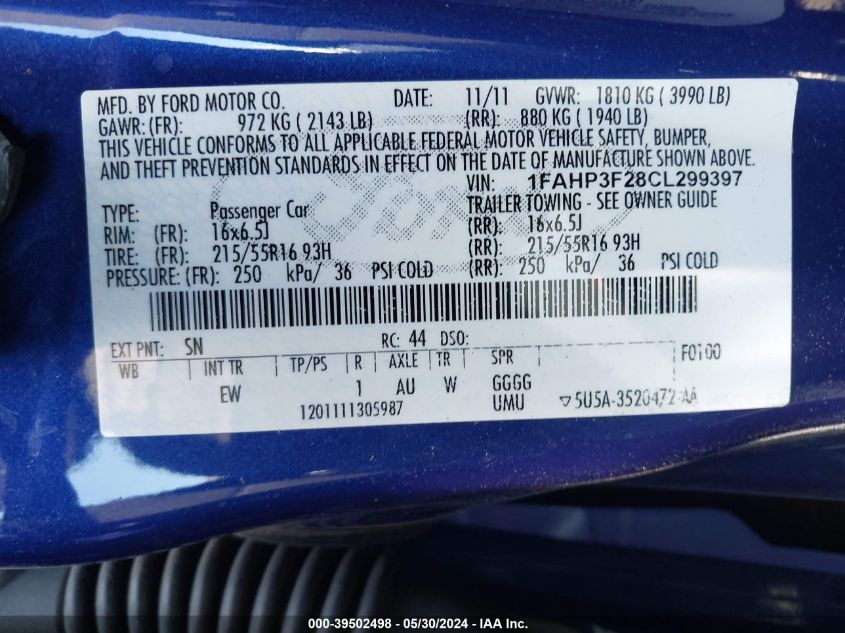 MFD. BY FORD MOTOR CO. DATE: 11/11 GVWR: 1810 KG ( 3990 LB)
GAWR: (FR): 972 KG ( 2143 LB) (RR): 880 KG ( 1940 LB)
THIS VEHICLE CONFORMS TO ALL APPLICABLE FEDERAL MOTOR VEHICLE SAFETY, BUMPER,
AND THEFT PREVENTION STANDARDS IN EFFECT ON THE DATE OF MANUFACTURE SHOWN ABOVE.
VIN: 1FAHP3F28CL299397
TYPE: Passenger Car TRAILER TOWING - SEE OWNER GUIDE
RIM: (FR): 16x6.5J (RR): 16x6.5J
TIRE: (FR): 215/55R16 93H (RR): 215/55R16 93H
PRESSURE: (FR): 250 kPa/ 36 PSI COLD (RR): 250 kPa/ 36 PSI COLD
EXT PNT: SN RC: 44 DSO:
WB INT TR TP/PS R AXLE TR SPR F0100
EW 1 AU W GGGG
1201111305987 UMU ▽5U5A-3520472-AA
Ford
000-39502498 - 05/30/2024 - IAA, Inc.